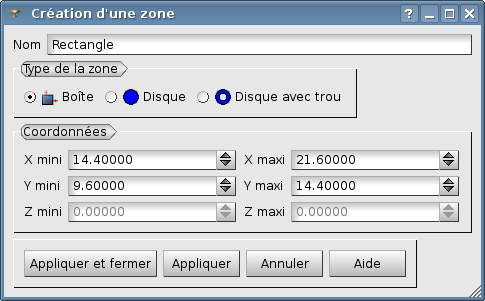 Création d'une zone
Nom Rectangle
Type de la zone
Boîte Disque Disque avec trou
Coordonnées
X mini 14.40000 X maxi 21.60000
Y mini 9.60000 Y maxi 14.40000
Z mini 0.00000 Z maxi 0.00000
Appliquer et fermer Appliquer Annuler Aide